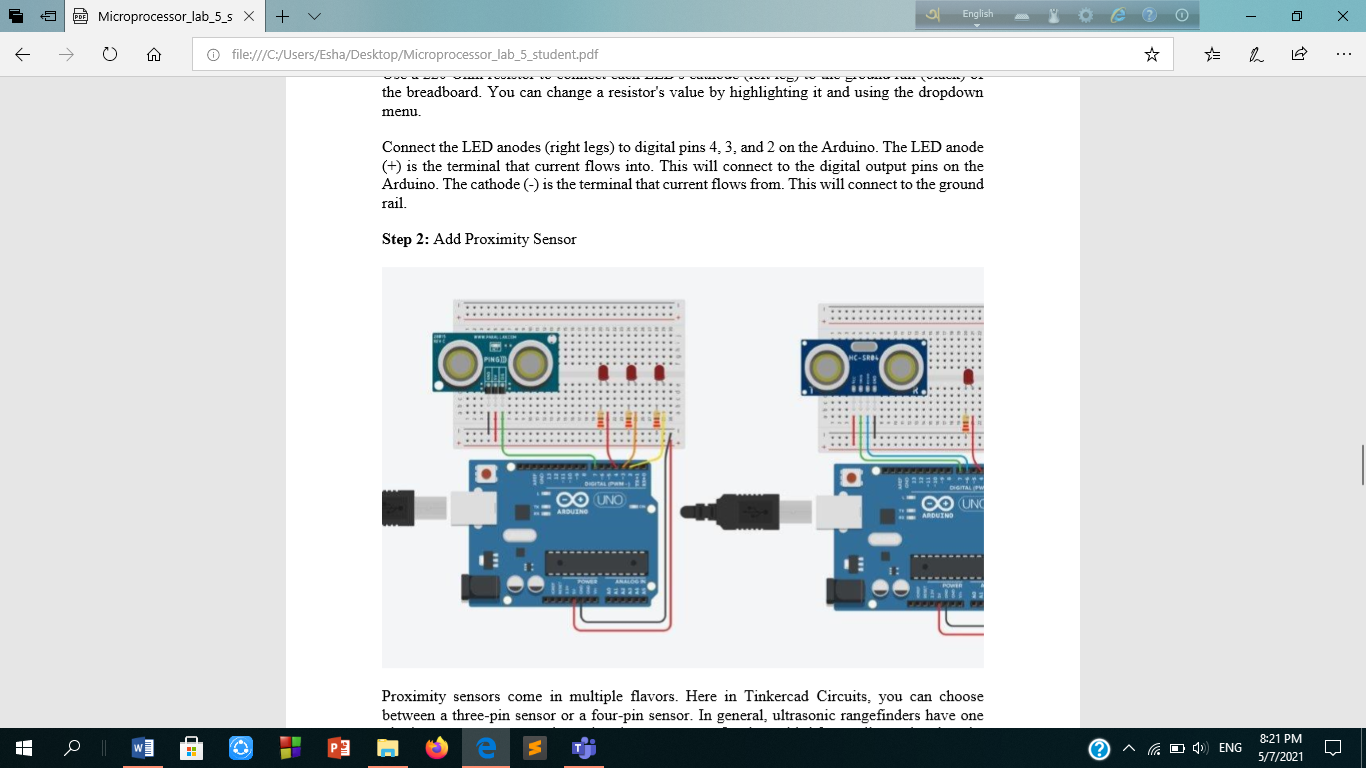 Microprocessor_lab_5_s
English
file:///C:/Users/Esha/Desktop/Microprocessor_lab_5_student.pdf
the breadboard. You can change a resistor's value by highlighting it and using the dropdown
menu.
Connect the LED anodes (right legs) to digital pins 4, 3, and 2 on the Arduino. The LED anode
(+) is the terminal that current flows into. This will connect to the digital output pins on the
Arduino. The cathode (-) is the terminal that current flows from. This will connect to the ground
rail.
Step 2: Add Proximity Sensor
PING
HC-SR04
DIGITAL (PWM~)
UNO
ARDUINO
POWER ANALOG IN
DIGITAL (PW
UN
ARDUINO
POWER
Proximity sensors come in multiple flavors. Here in Tinkercad Circuits, you can choose
between a three-pin sensor or a four-pin sensor. In general, ultrasonic rangefinders have one
ENG
8:21 PM
5/7/2021